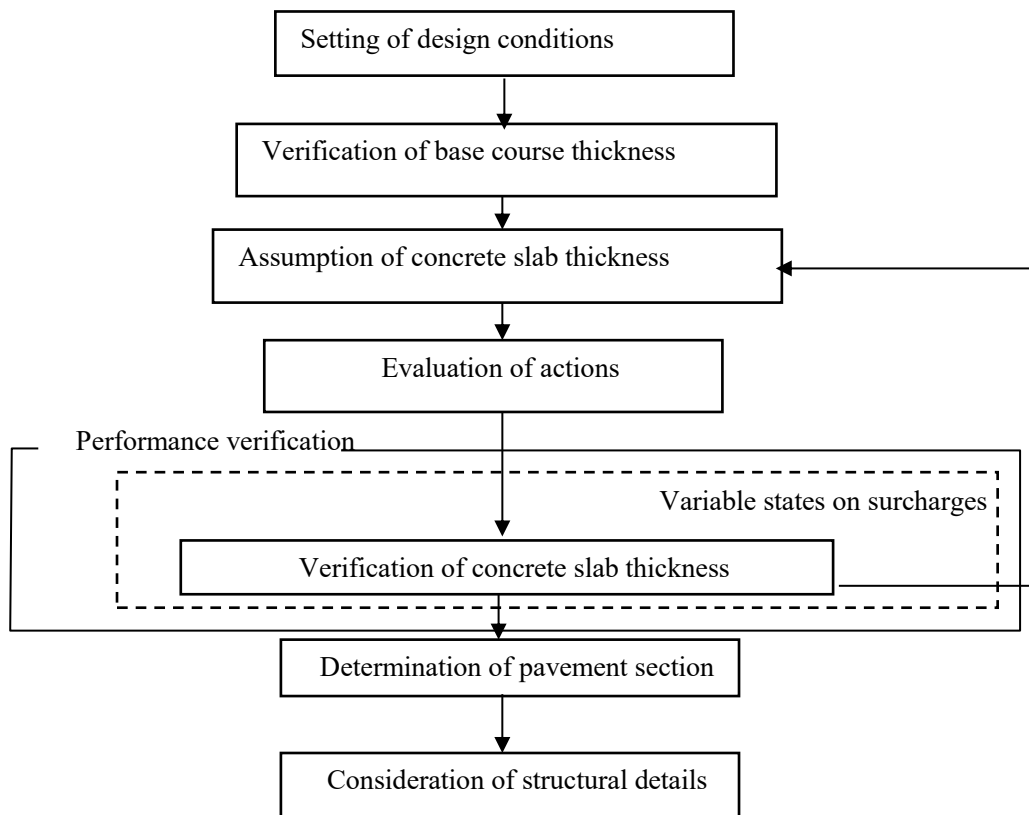 Setting of design conditions
Verification of base course thickness
Assumption of concrete slab thickness
Evaluation of actions
Performance verification
Variable states on surcharges
Verification of concrete slab thickness
Determination of pavement section
Consideration of structural details